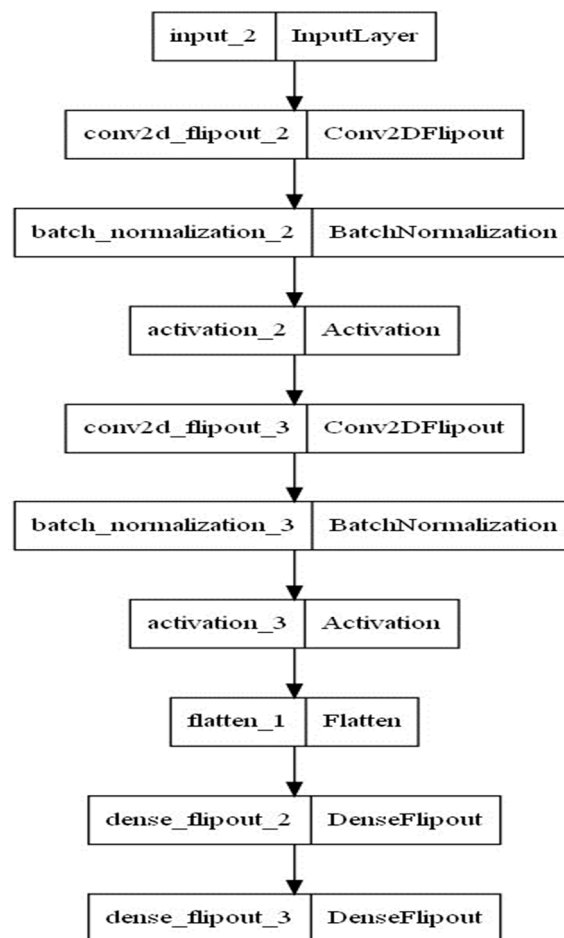 input_2 InputLayer
conv2d_flipout_2 Conv2DFlipout
batch_normalization_2 BatchNormalization
activation_2 Activation
conv2d_flipout_3 Conv2DFlipout
batch_normalization_3 BatchNormalization
activation_3 Activation
flatten_1 Flatten
dense_flipout_2 DenseFlipout
dense_flipout_3 DenseFlipout